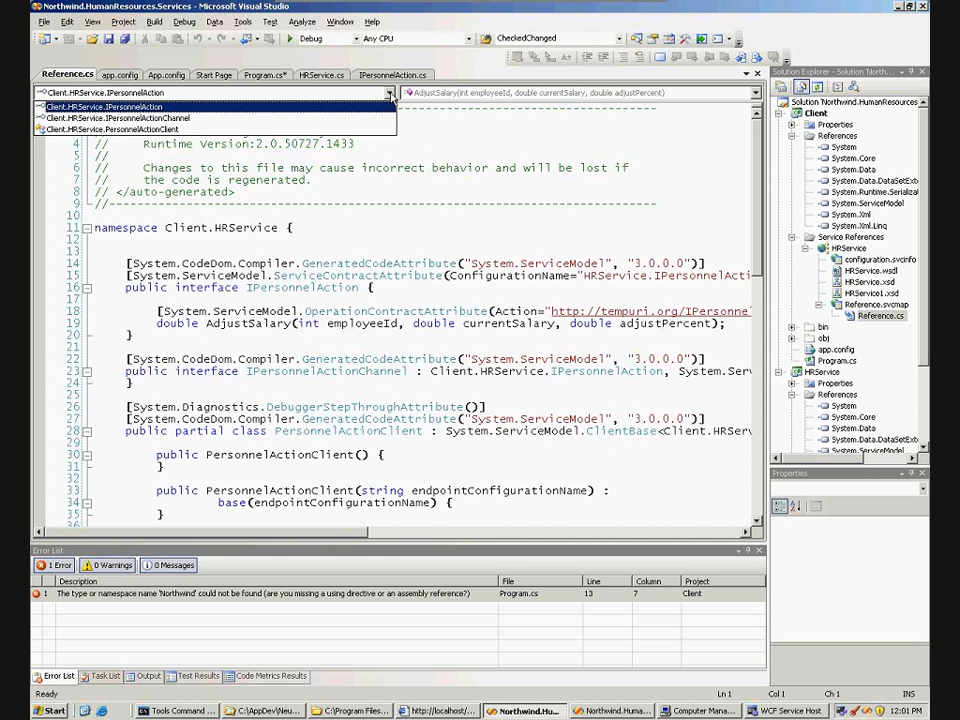 Northwind.HumanResources.Services - Microsoft Visual Studio
File Edit View Project Build Debug Data Tools Test Analyze Window Help
Debug Any CPU CheckedChanged
Reference.cs app.config App.config Start Page Program.cs* HRService.cs IPersonnelAction.cs
Client.HRService.IPersonnelAction AdjustSalary(int employeeId, double currentSalary, double adjustPercent)
Client.HRService.IPersonnelAction
Client.HRService.IPersonnelActionChannel
Client.HRService.PersonnelActionClient
4 // Runtime Version:2.0.50727.1433
5 //
6 // Changes to this file may cause incorrect behavior and will be lost if
7 // the code is regenerated.
8 // </auto-generated>
9 //------------------------------------------------------------------------------
10
11 namespace Client.HRService {
12
13
14 [System.CodeDom.Compiler.GeneratedCodeAttribute("System.ServiceModel", "3.0.0.0")]
15 [System.ServiceModel.ServiceContractAttribute(ConfigurationName="HRService.IPersonnelActi
16 public interface IPersonnelAction {
17
18 [System.ServiceModel.OperationContractAttribute(Action="http://tempuri.org/IPersonne
19 double AdjustSalary(int employeeId, double currentSalary, double adjustPercent);
20 }
21
22 [System.CodeDom.Compiler.GeneratedCodeAttribute("System.ServiceModel", "3.0.0.0")]
23 public interface IPersonnelActionChannel : Client.HRService.IPersonnelAction, System.Serv
24 }
25
26 [System.Diagnostics.DebuggerStepThroughAttribute()]
27 [System.CodeDom.Compiler.GeneratedCodeAttribute("System.ServiceModel", "3.0.0.0")]
28 public partial class PersonnelActionClient : System.ServiceModel.ClientBase<Client.HRServ
29
30 public PersonnelActionClient() {
31 }
32
33 public PersonnelActionClient(string endpointConfigurationName) :
34 base(endpointConfigurationName) {
35 }
36
Solution Explorer - Solution 'North...
Solution 'Northwind.HumanResources
Client
Properties
References
System
System.Core
System.Data
System.Data.DataSetExt
System.Runtime.Serializa
System.ServiceModel
System.Xml
System.Xml.Linq
Service References
HRService
configuration.svcinfo
HRService.wsdl
HRService.xsd
HRService1.xsd
Reference.svcmap
Reference.cs
bin
obj
app.config
Program.cs
HRService
Properties
References
System
System.Core
System.Data
System.Data.DataSetExt
System.ServiceModel
Properties
Error List
1 Error 0 Warnings 0 Messages
Description File Line Column Project
1 The type or namespace name 'Northwind' could not be found (are you missing a using directive or an assembly reference?) Program.cs 13 7 Client
Error List Task List Output Test Results Code Metrics Results
Ready Ln 1 Col 1 Ch 1 INS
Start Tools Command ... C:\AppDev\Neu... C:\Program Files... http://localhost/... Northwind.Hu... Northwind.Huma... Computer Mana... WCF Service Host 12:01 PM